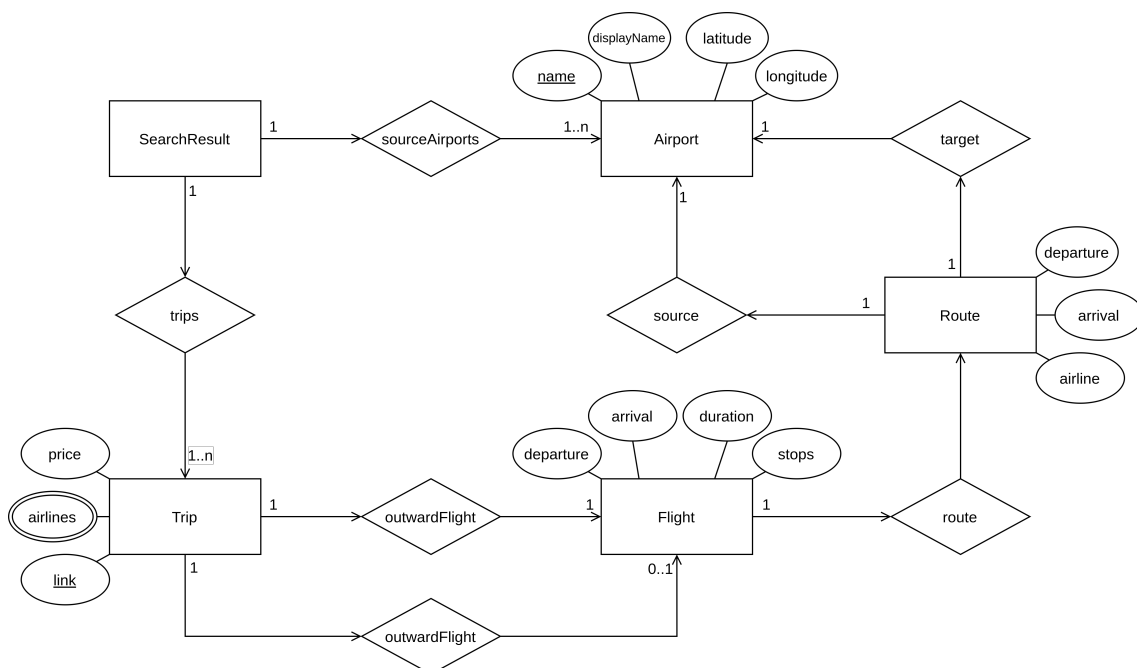 displayName
latitude
name
longitude
SearchResult
1
sourceAirports
1..n
Airport
1
target
1
1
1
departure
trips
source
1
Route
arrival
airline
arrival
duration
price
1..n
departure
stops
airlines
Trip
1
outwardFlight
1
Flight
1
route
link
1
0..1
outwardFlight